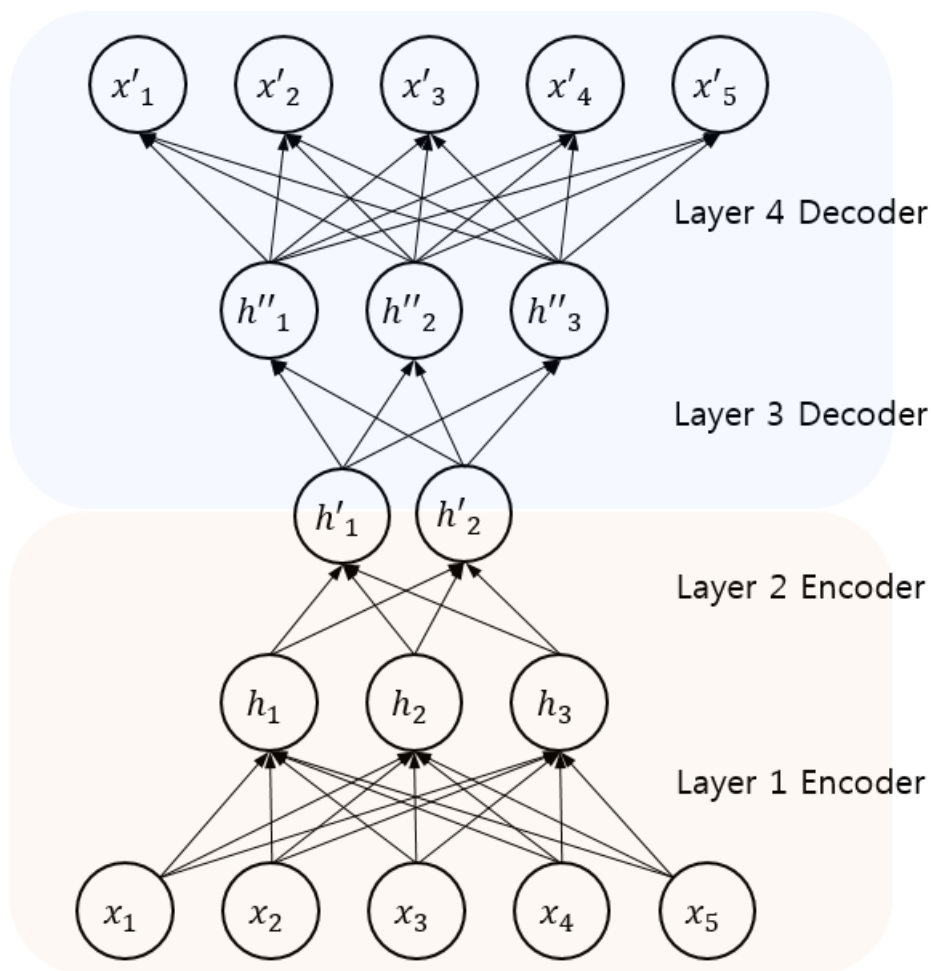 x′₁ x′₂ x′₃ x′₄ x′₅
Layer 4 Decoder
h′′₁ h′′₂ h′′₃
Layer 3 Decoder
h′₁ h′₂
Layer 2 Encoder
h₁ h₂ h₃
Layer 1 Encoder
x₁ x₂ x₃ x₄ x₅